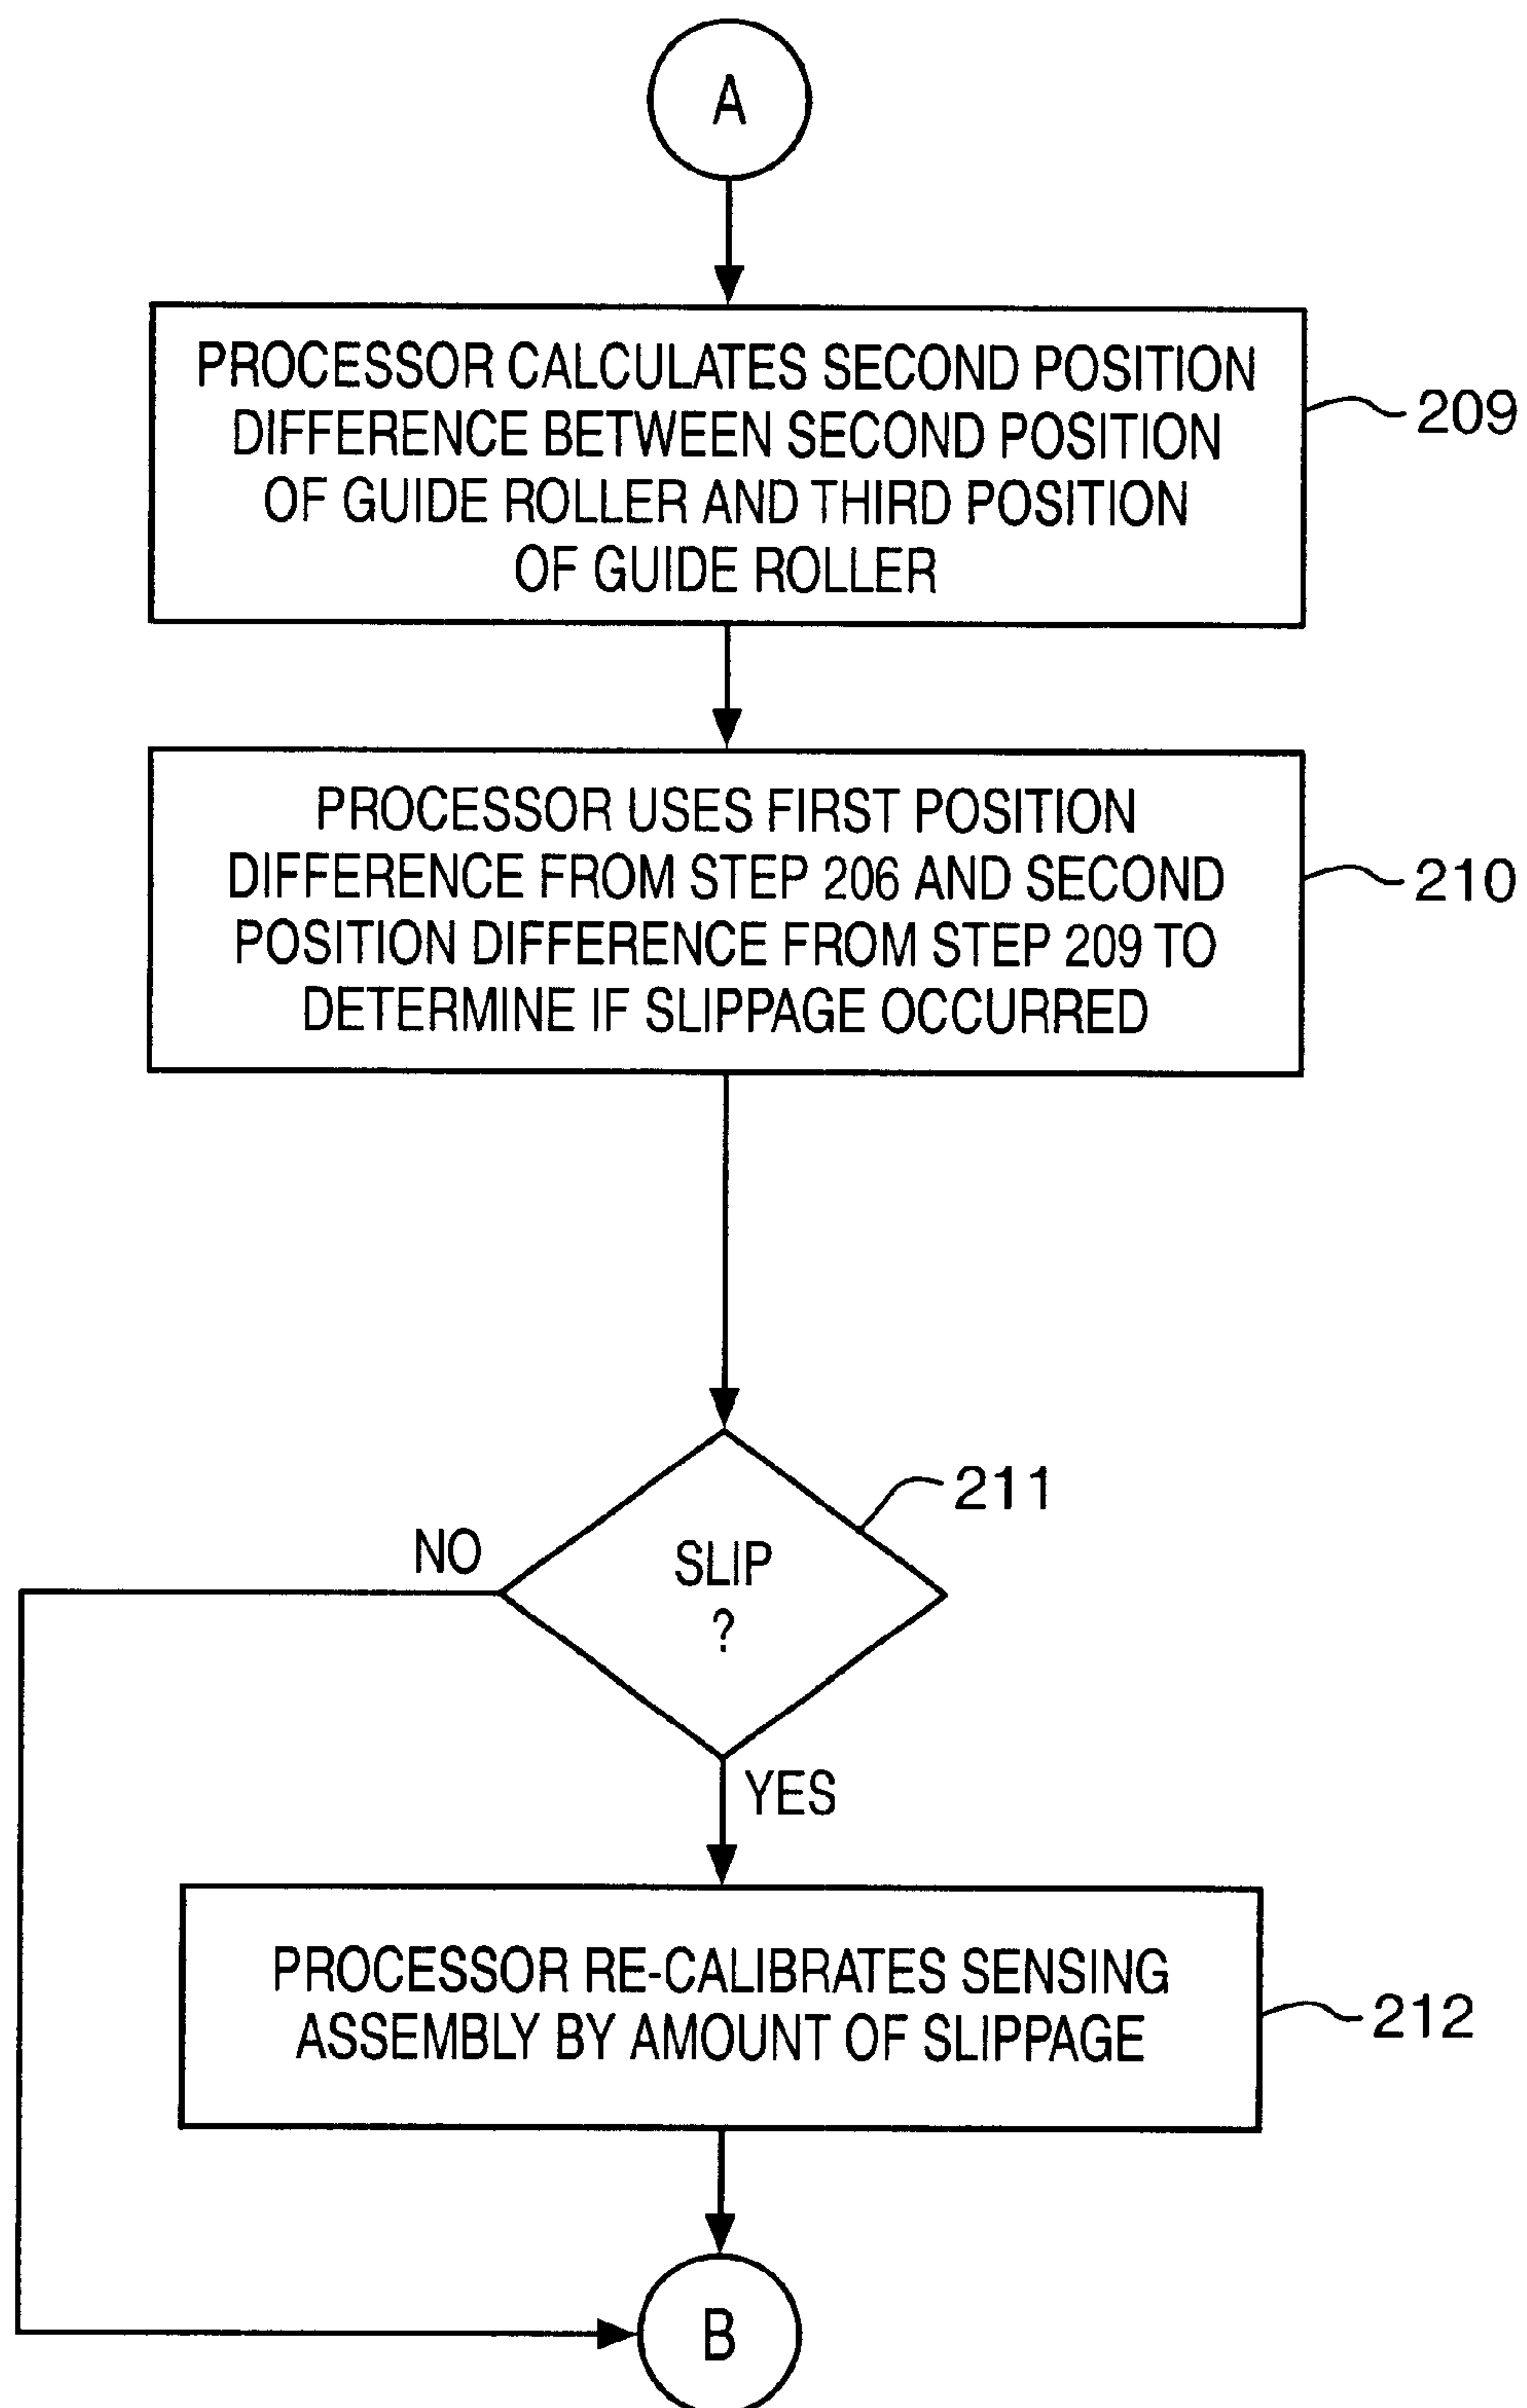 A
PROCESSOR CALCULATES SECOND POSITION
DIFFERENCE BETWEEN SECOND POSITION
OF GUIDE ROLLER AND THIRD POSITION
OF GUIDE ROLLER
209
PROCESSOR USES FIRST POSITION
DIFFERENCE FROM STEP 206 AND SECOND
POSITION DIFFERENCE FROM STEP 209 TO
DETERMINE IF SLIPPAGE OCCURRED
210
211
NO
SLIP
?
YES
PROCESSOR RE-CALIBRATES SENSING
ASSEMBLY BY AMOUNT OF SLIPPAGE
212
B